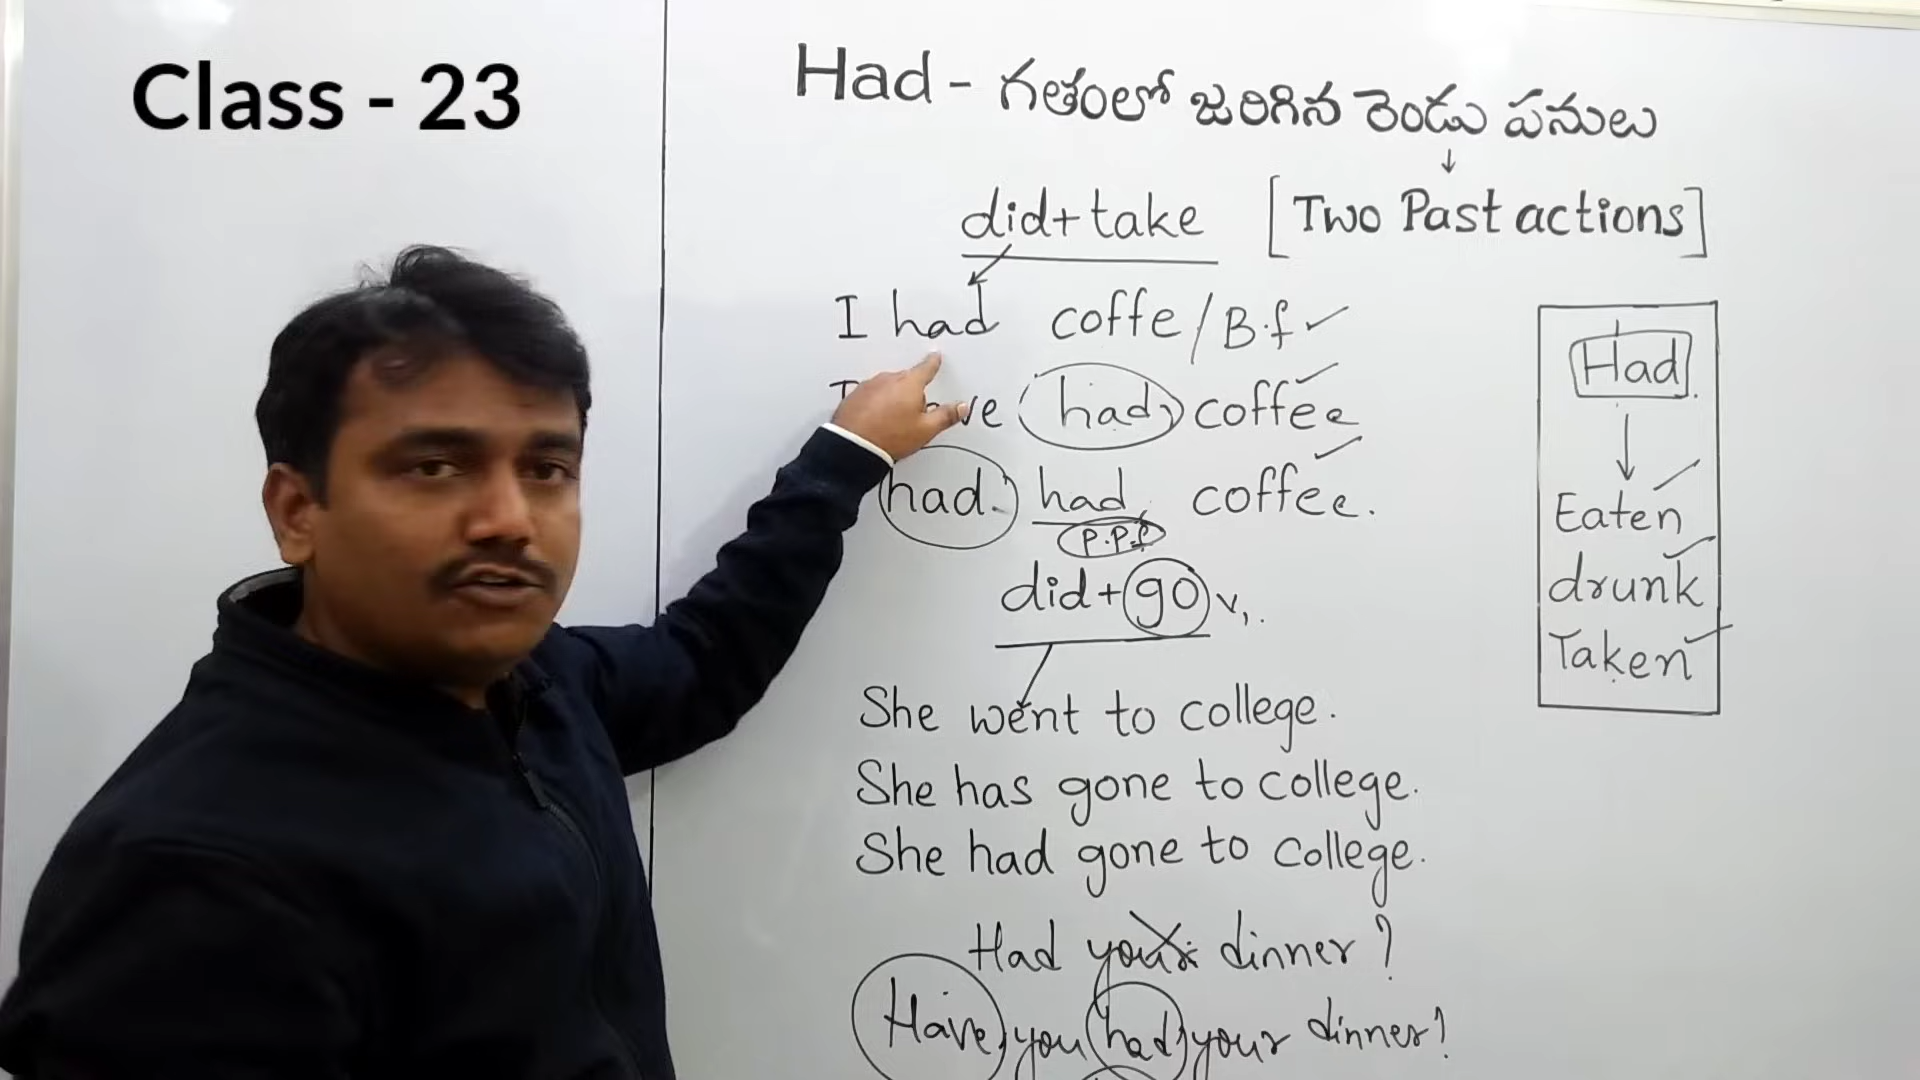 Class - 23
Had - గతంలో జరిగిన రెండు పనులు
did+take [Two Past actions]
I had coffe/B.f
had coffee
had. had coffee.
P.P.f
did+go v1.
She went to college.
She has gone to college.
She had gone to college.
Had your dinner?
Have you had your dinner?
Had
Eaten
drunk
Taken